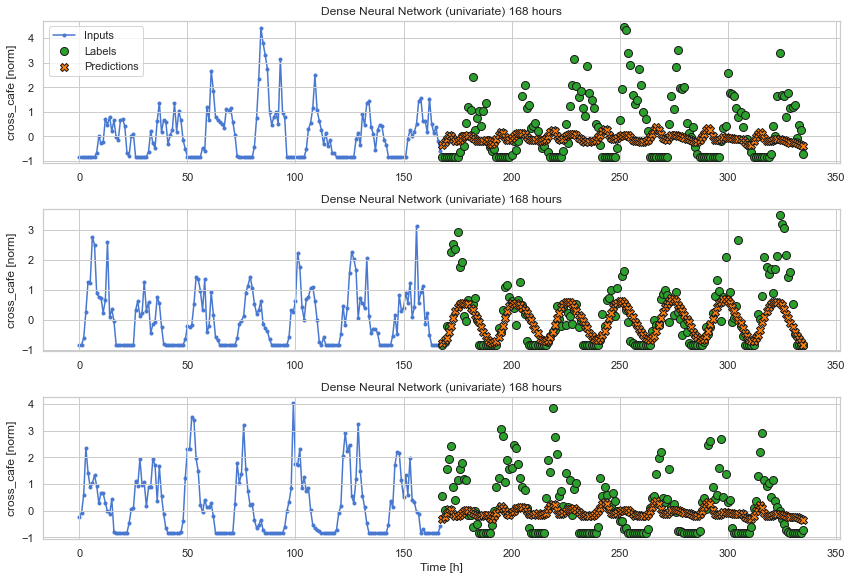 Dense Neural Network (univariate) 168 hours
cross_cafe [norm]
4
3
2
1
0
−1
Inputs
Labels
Predictions
0 50 100 150 200 250 300 350
Dense Neural Network (univariate) 168 hours
cross_cafe [norm]
3
2
1
0
−1
0 50 100 150 200 250 300 350
Dense Neural Network (univariate) 168 hours
cross_cafe [norm]
4
3
2
1
0
−1
0 50 100 150 200 250 300 350
Time [h]